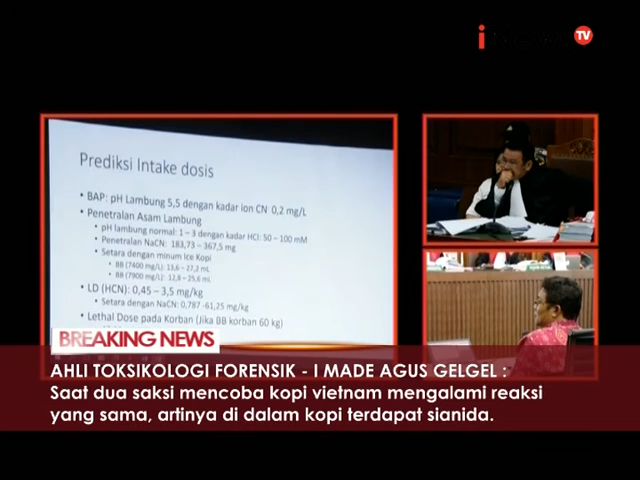 iNews TV
Prediksi Intake dosis
• BAP: pH Lambung 5,5 dengan kadar ion CN: 0,2 mg/L
• Penetralan Asam Lambung
• pH lambung normal: 1 – 3 dengan kadar HCl: 50 – 100 mM
• Penetralan NaCN: 183,73 – 367,5 mg
• Setara dengan minum Ice Kopi
• BB (7400 mg/L): 13,6 – 27,2 mL
• BB (7900 mg/L): 12,8 – 25,6 mL
• LD (HCN): 0,45 – 3,5 mg/kg
• Setara dengan NaCN: 0,787 -61,25 mg/kg
• Lethal Dose pada Korban (Jika BB korban 60 kg)
BREAKING NEWS
AHLI TOKSIKOLOGI FORENSIK - I MADE AGUS GELGEL :
Saat dua saksi mencoba kopi vietnam mengalami reaksi
yang sama, artinya di dalam kopi terdapat sianida.